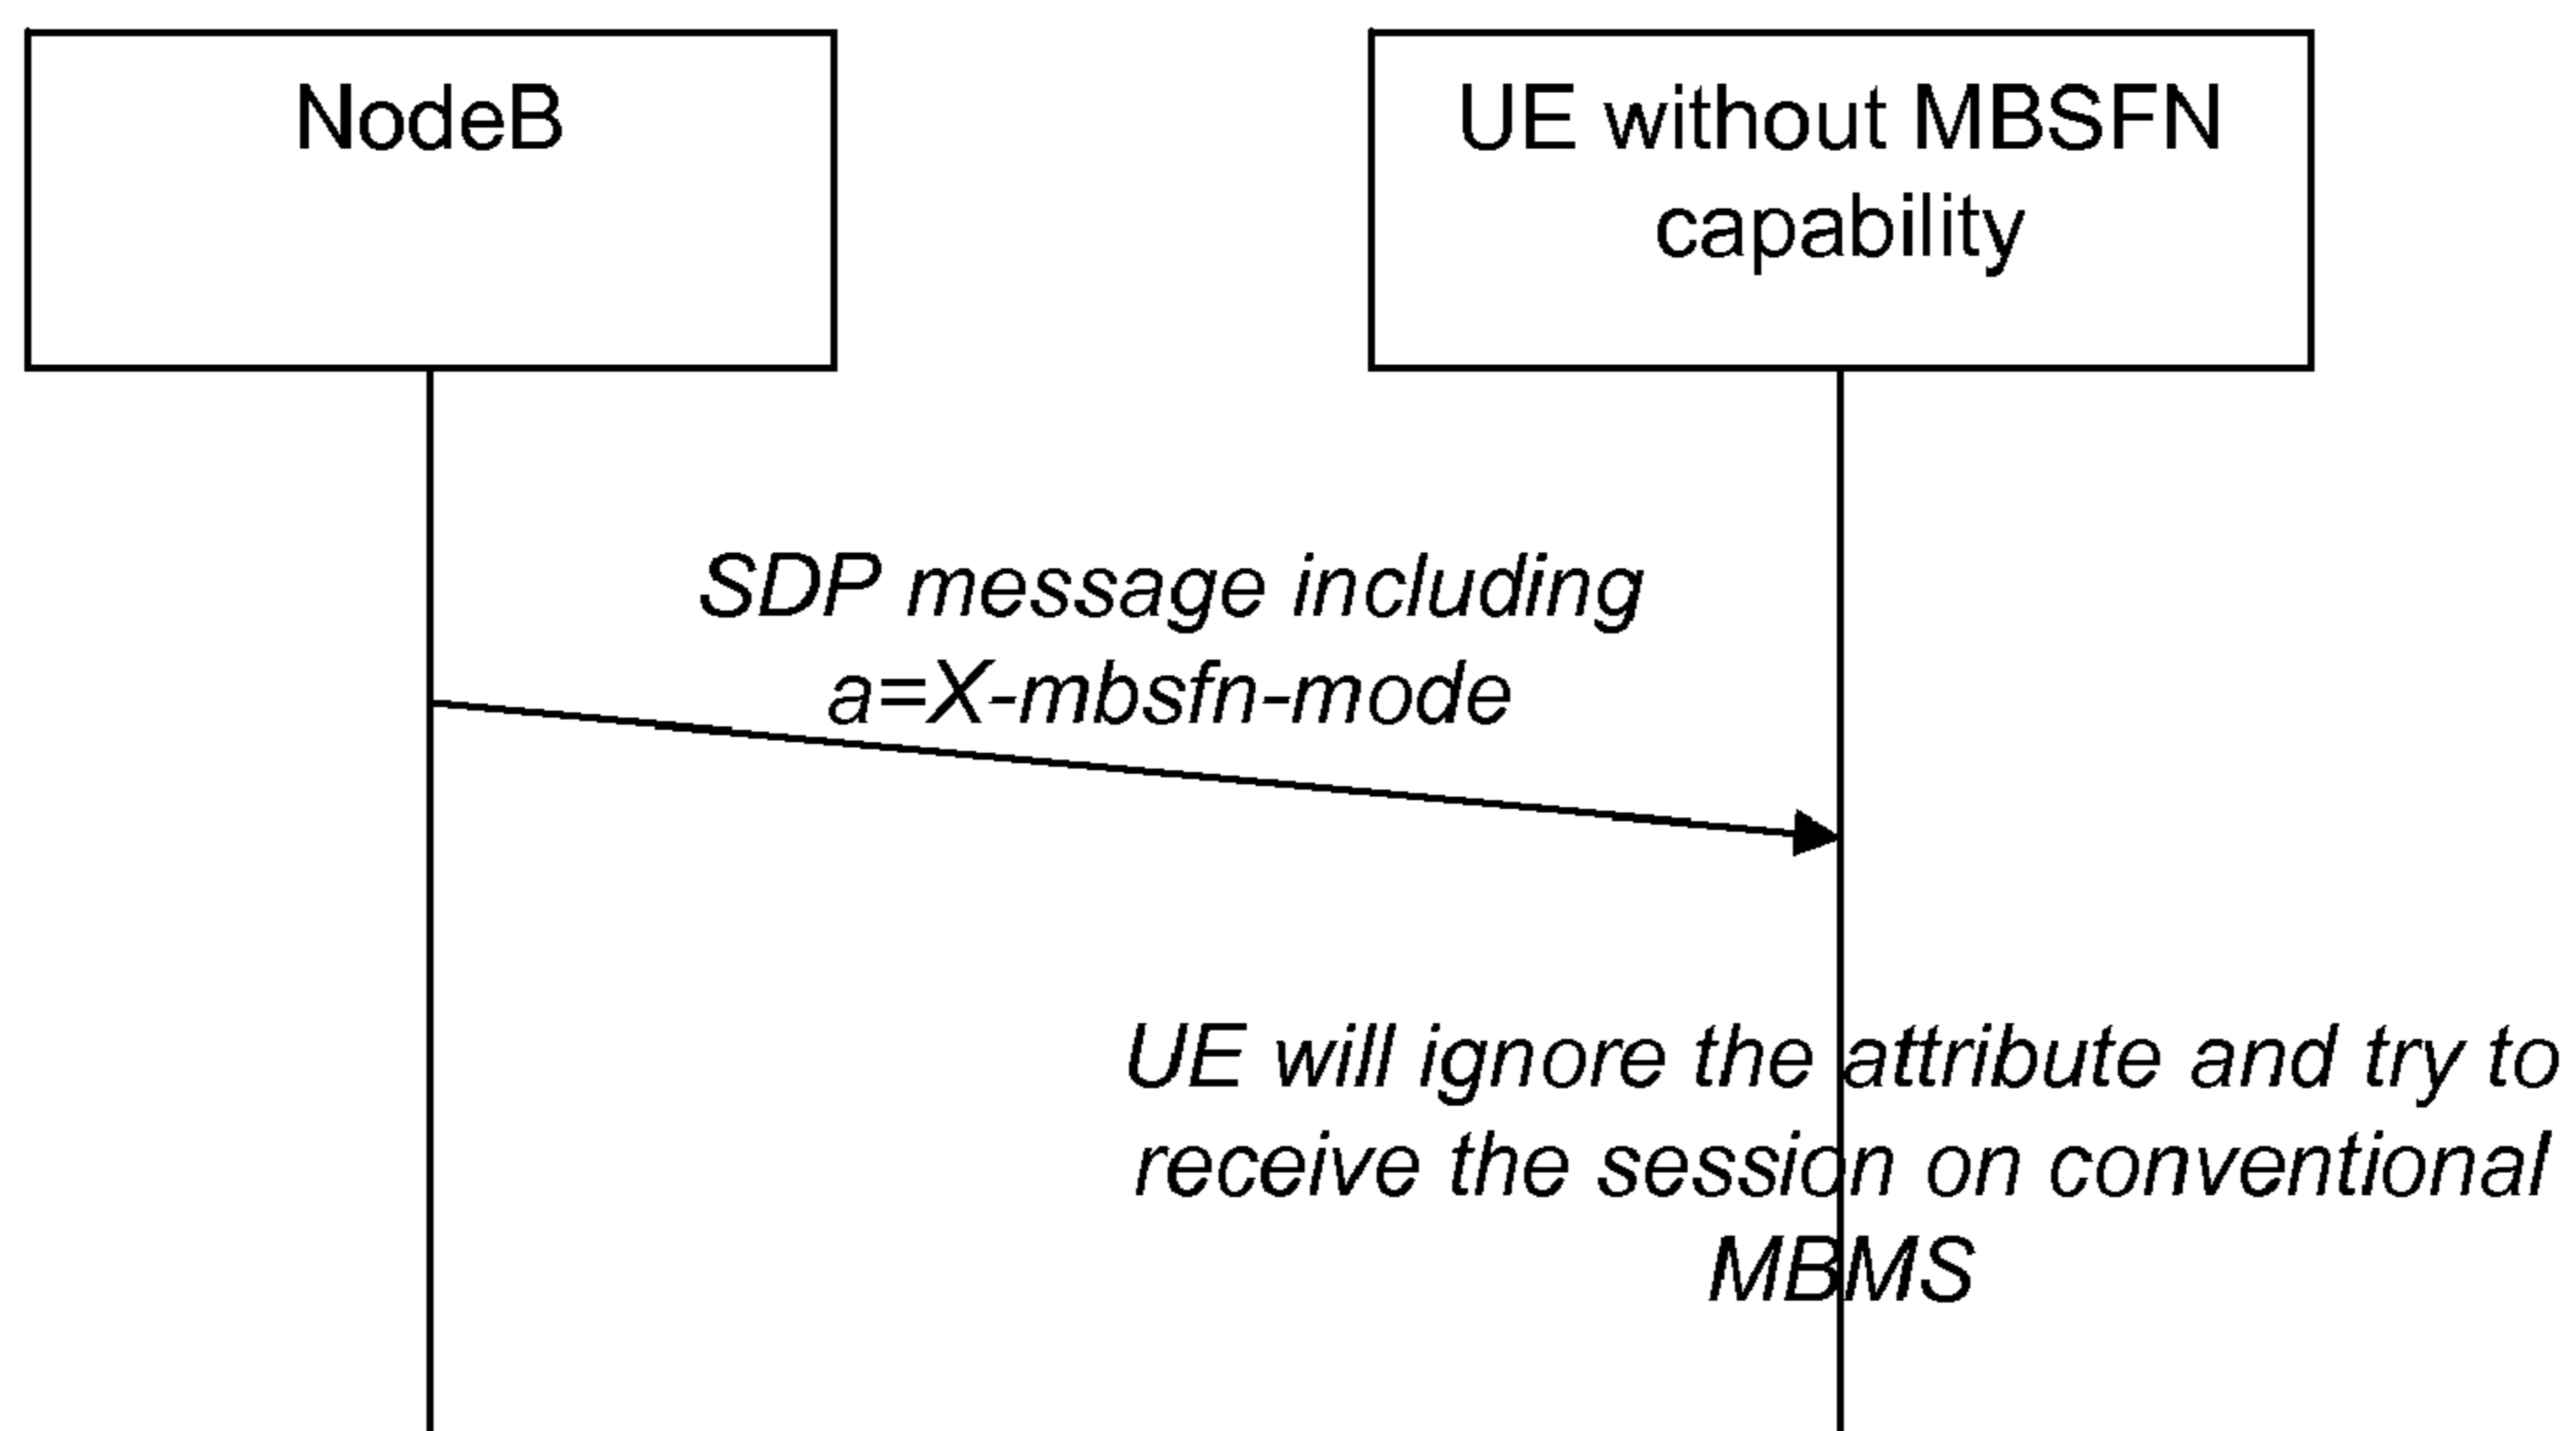 NodeB
UE without MBSFN
capability
SDP message including
a=X-mbsfn-mode
UE will ignore the attribute and try to
receive the session on conventional
MBMS